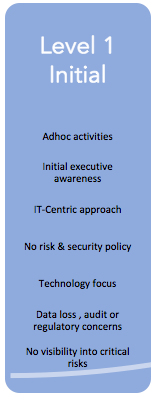 Level 1
Initial
Adhoc activities
Initial executive
awareness
IT-Centric approach
No risk & security policy
Technology focus
Data loss , audit or
regulatory concerns
No visibility into critical
risks